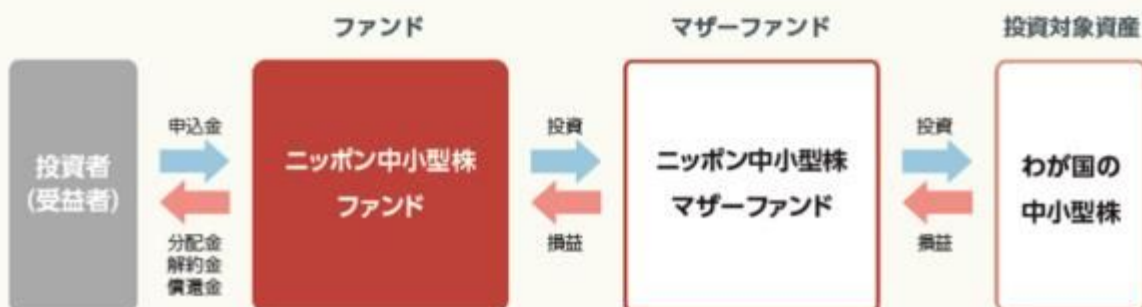 ファンド
マザーファンド
投資対象資産
投資者
(受益者)
申込金
分配金
解約金
償還金
ニッポン中小型株
ファンド
投資
損益
ニッポン中小型株
マザーファンド
投資
損益
わが国の
中小型株